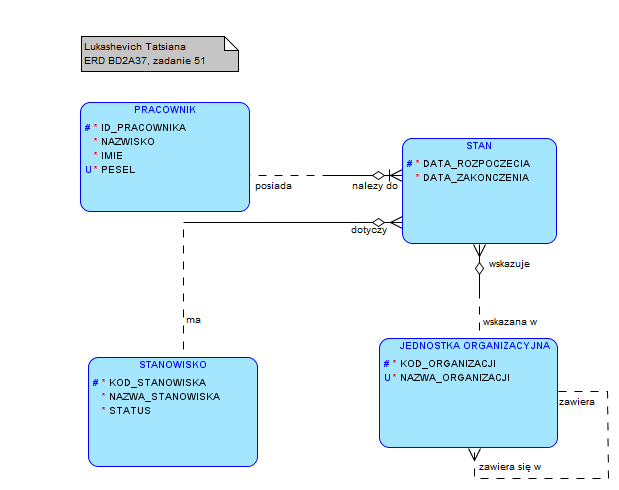 Lukashevich Tatsiana
ERD BD2A37, zadanie 51
PRACOWNIK
# * ID_PRACOWNIKA
* NAZWISKO
* IMIE
U * PESEL
STAN
# * DATA_ROZPOCZECIA
* DATA_ZAKONCZENIA
posiada
nalezy do
dotyczy
wskazuje
ma
wskazana w
STANOWISKO
# * KOD_STANOWISKA
* NAZWA_STANOWISKA
* STATUS
JEDNOSTKA ORGANIZACYJNA
# * KOD_ORGANIZACJI
U * NAZWA_ORGANIZACJI
zawiera
zawiera się w